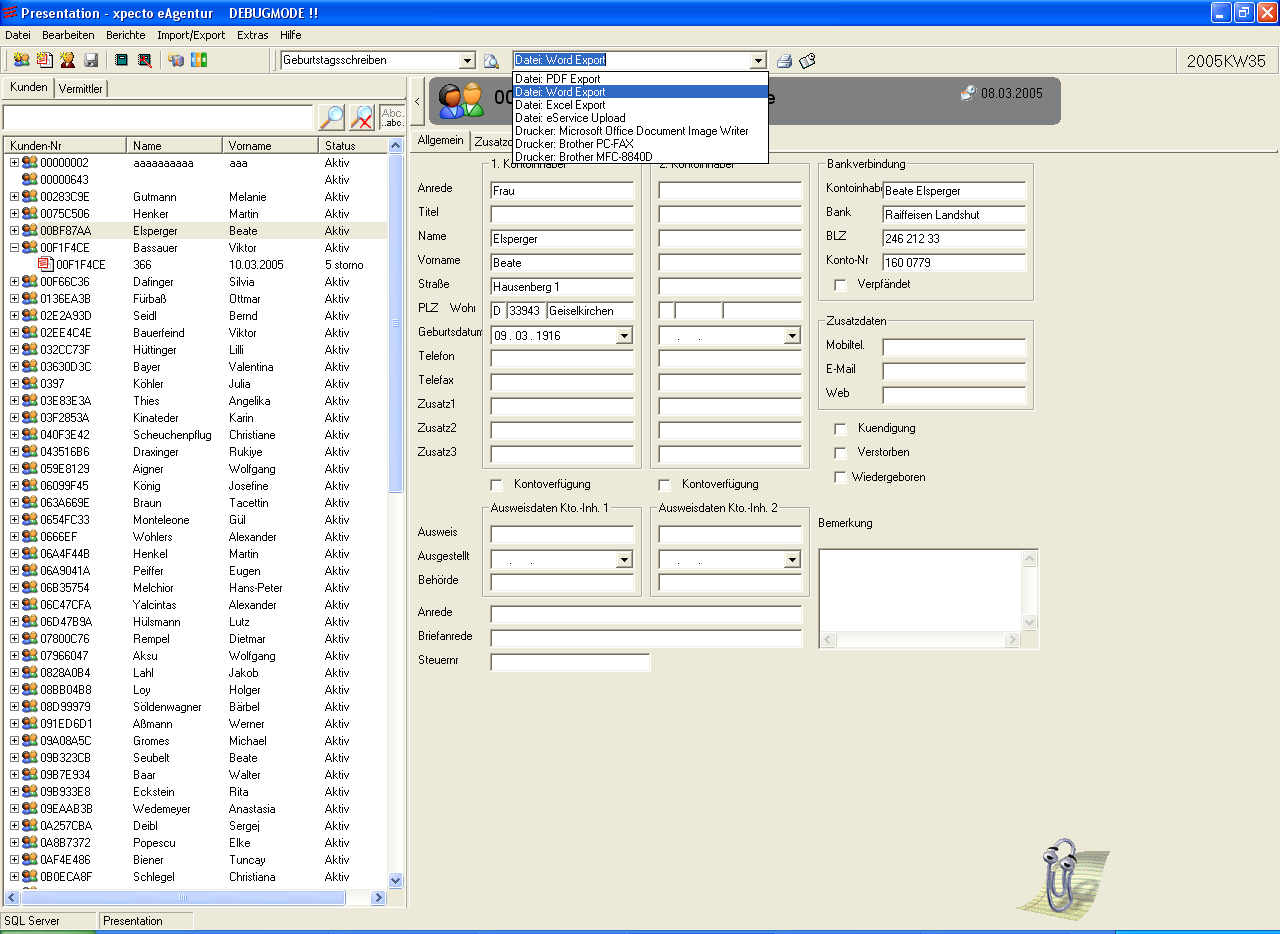 Presentation - xpecto eAgentur DEBUGMODE !!
Datei Bearbeiten Berichte Import/Export Extras Hilfe
Geburtstagsschreiben Datei: Word Export 2005KW35
Datei: PDF Export
Datei: Word Export
Datei: Excel Export
Datei: eService Upload
Drucker: Microsoft Office Document Image Writer
Drucker: Brother PC-FAX
Drucker: Brother MFC-8840D
Kunden Vermittler
Abc..
..abc.
Kunden-Nr Name Vorname Status
00000002 aaaaaaaaaa aaa Aktiv
00000643 Aktiv
00283C9E Gutmann Melanie Aktiv
0075C506 Henker Martin Aktiv
00BF87AA Elsperger Beate Aktiv
00F1F4CE Bassauer Viktor Aktiv
00F1F4CE 366 10.03.2005 5 storno
00F66C36 Dafinger Silvia Aktiv
0136EA3B Fürbaß Ottmar Aktiv
02E2A93D Seidl Bernd Aktiv
02EE4C4E Bauerfeind Viktor Aktiv
032CC73F Hüttinger Lilli Aktiv
03630D3C Bayer Valentina Aktiv
0397 Köhler Julia Aktiv
03E83E3A Thies Angelika Aktiv
03F2853A Kinateder Karin Aktiv
040F3E42 Scheuchenpflug Christiane Aktiv
043516B6 Draxinger Rukiye Aktiv
059E8129 Aigner Wolfgang Aktiv
06099F45 König Josefine Aktiv
063A669E Braun Tacettin Aktiv
0654FC33 Monteleone Gül Aktiv
0666EF Wohlers Alexander Aktiv
06A4F44B Henkel Martin Aktiv
06A9041A Peiffer Eugen Aktiv
06B35754 Melchior Hans-Peter Aktiv
06C47CFA Yalcintas Alexander Aktiv
06D47B9A Hülsmann Lutz Aktiv
07800C76 Rempel Dietmar Aktiv
07966047 Aksu Wolfgang Aktiv
0828A0B4 Lahl Jakob Aktiv
08BB04B8 Loy Holger Aktiv
08D99979 Söldenwagner Bärbel Aktiv
091ED6D1 Aßmann Werner Aktiv
09A08A5C Gromes Michael Aktiv
09B323CB Seubelt Beate Aktiv
09B7E934 Baar Walter Aktiv
09B933E8 Eckstein Rita Aktiv
09EAAB3B Wedemeyer Anastasia Aktiv
0A257CBA Deibl Sergej Aktiv
0A8B7372 Popescu Elke Aktiv
0AF4E486 Biener Tuncay Aktiv
0B0ECA8F Schlegel Christiana Aktiv
SQL Server Presentation
08.03.2005
Allgemein
1. Kontoinhaber 2. Kontoinhaber
Anrede Frau
Titel
Name Elsperger
Vorname Beate
Straße Hausenberg 1
PLZ Wohn D 33943 Geiselkirchen
Geburtsdatum 09 . 03 . 1916 . .
Telefon
Telefax
Zusatz1
Zusatz2
Zusatz3
Kontoverfügung Kontoverfügung
Ausweisdaten Kto.-Inh. 1 Ausweisdaten Kto.-Inh. 2
Ausweis
Ausgestellt . . . .
Behörde
Anrede
Briefanrede
Steuernr
Bankverbindung
Kontoinhabe Beate Elsperger
Bank Raiffeisen Landshut
BLZ 246 212 33
Konto-Nr 160 0779
Verpfändet
Zusatzdaten
Mobiltel.
E-Mail
Web
Kuendigung
Verstorben
Wiedergeboren
Bemerkung